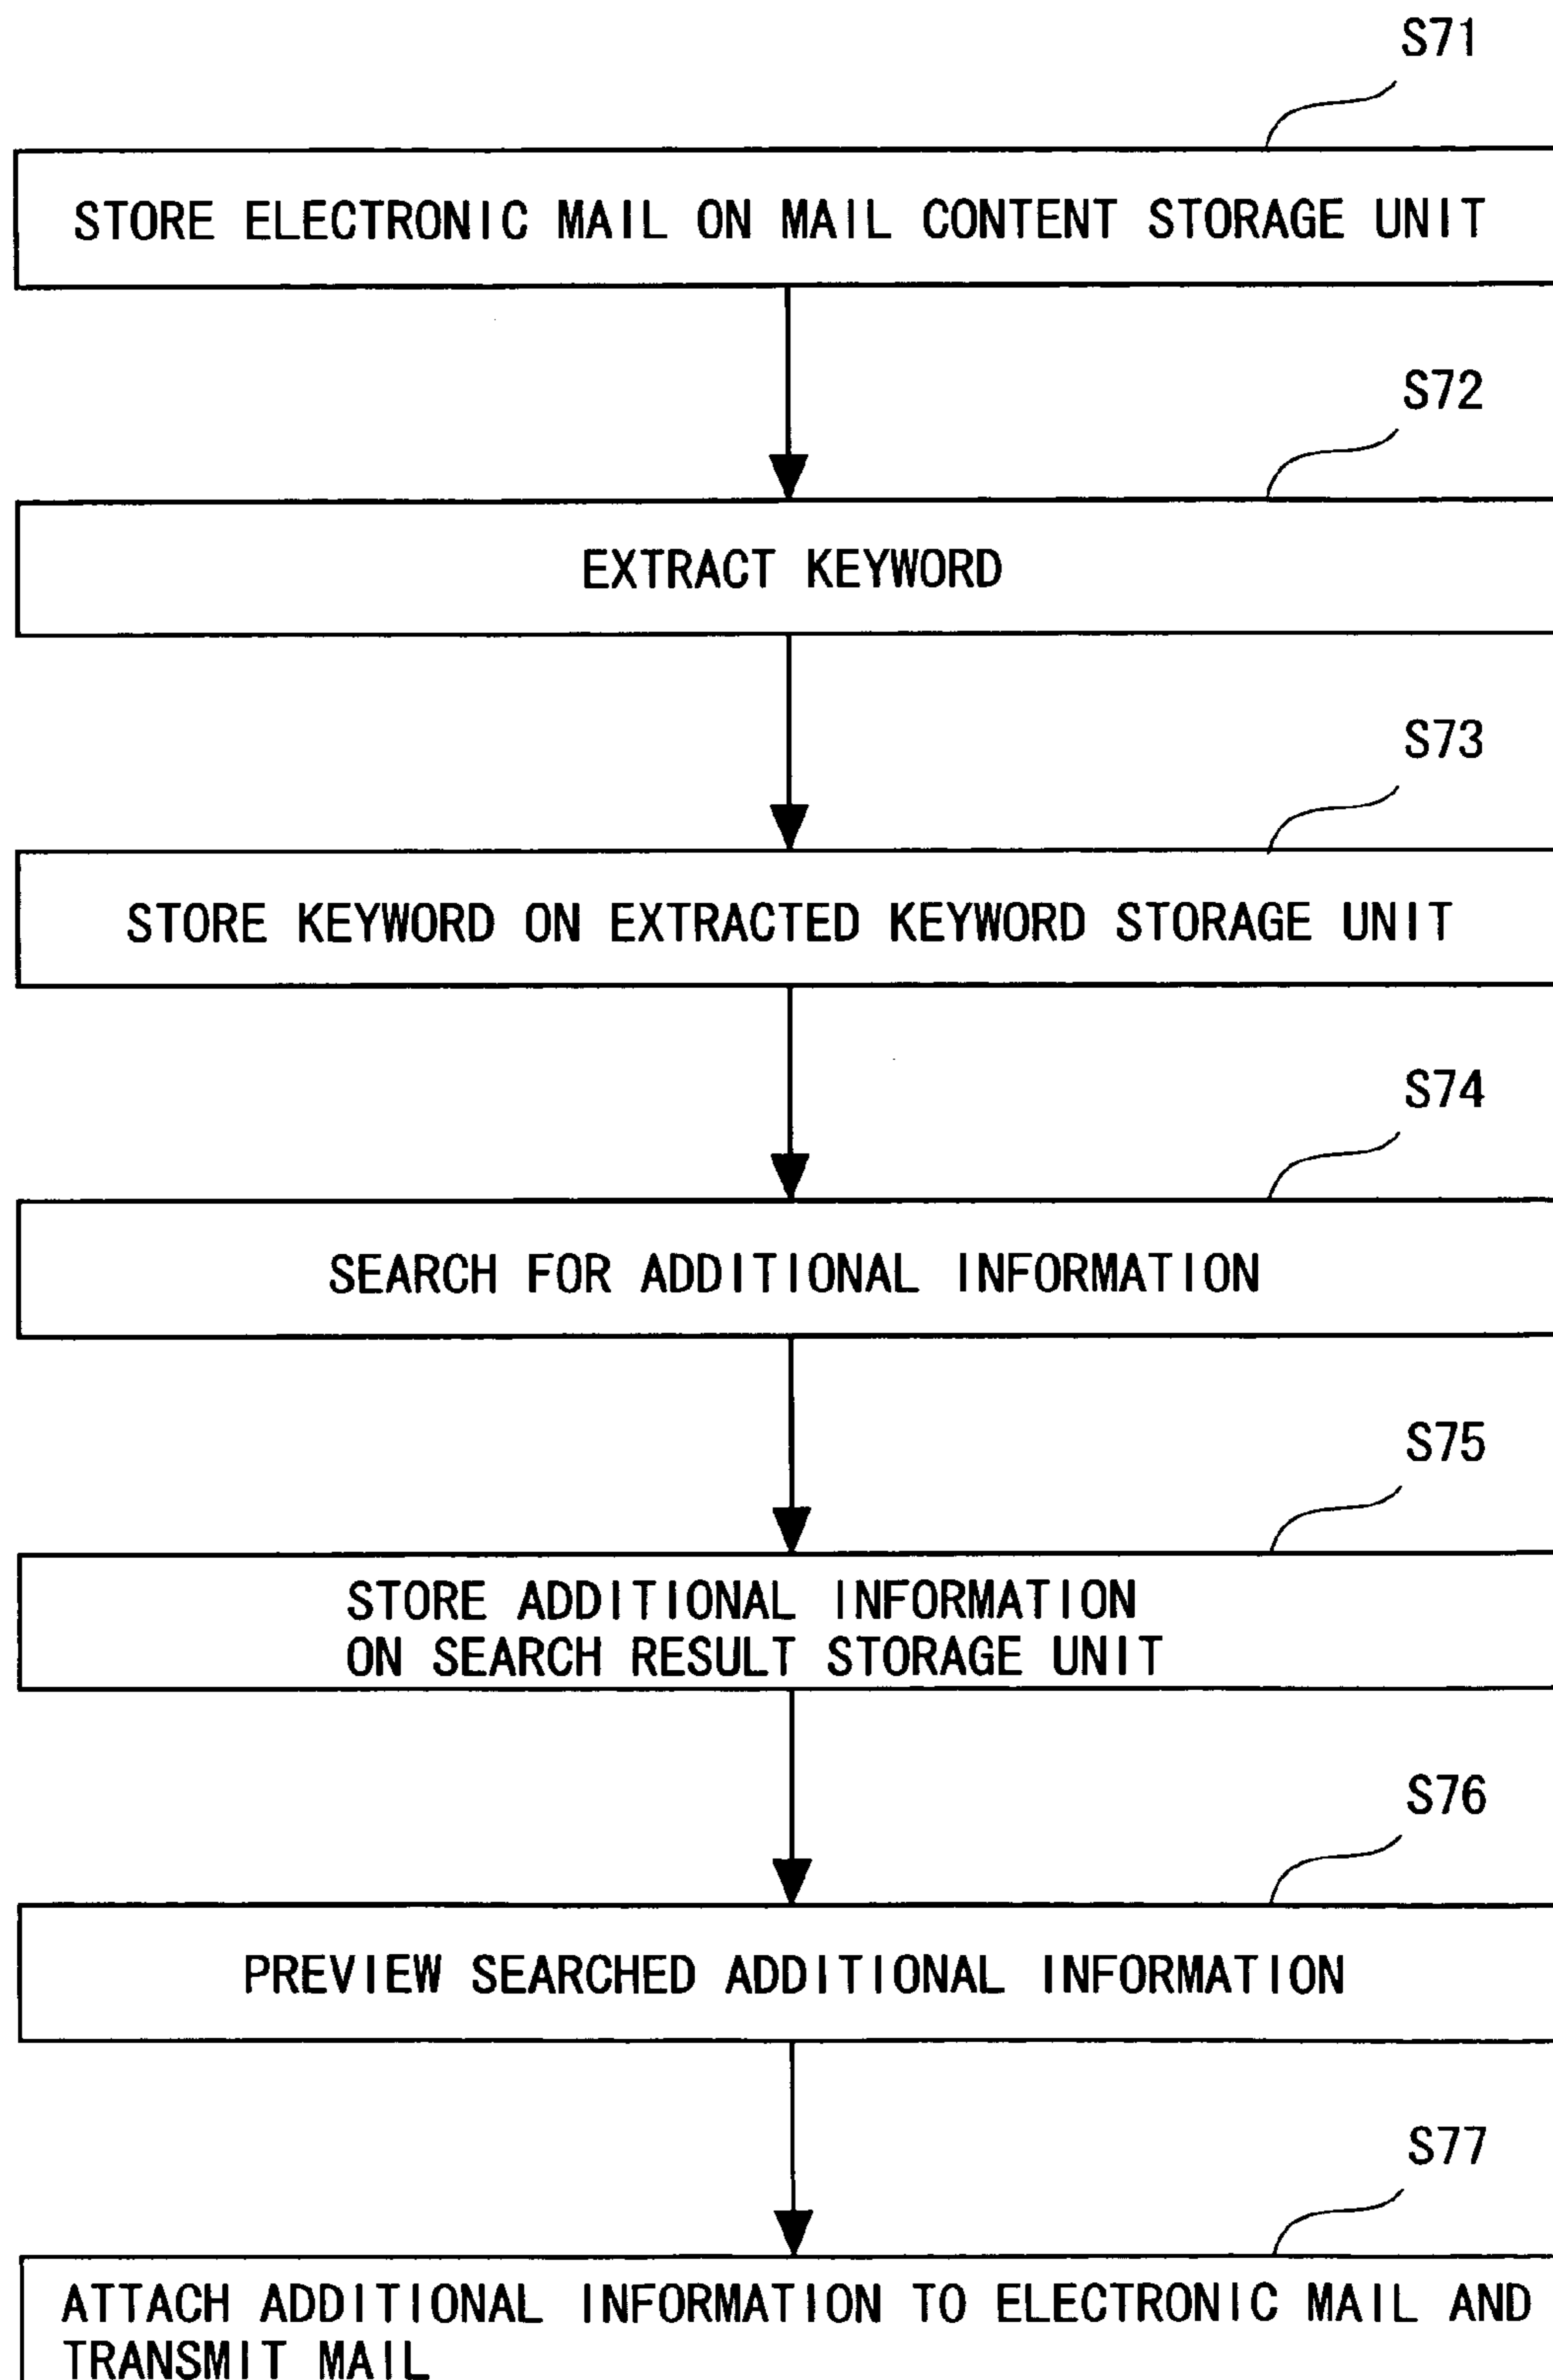 S71
STORE ELECTRONIC MAIL ON MAIL CONTENT STORAGE UNIT
S72
EXTRACT KEYWORD
S73
STORE KEYWORD ON EXTRACTED KEYWORD STORAGE UNIT
S74
SEARCH FOR ADDITIONAL INFORMATION
S75
STORE ADDITIONAL INFORMATION
ON SEARCH RESULT STORAGE UNIT
S76
PREVIEW SEARCHED ADDITIONAL INFORMATION
S77
ATTACH ADDITIONAL INFORMATION TO ELECTRONIC MAIL AND
TRANSMIT MAIL